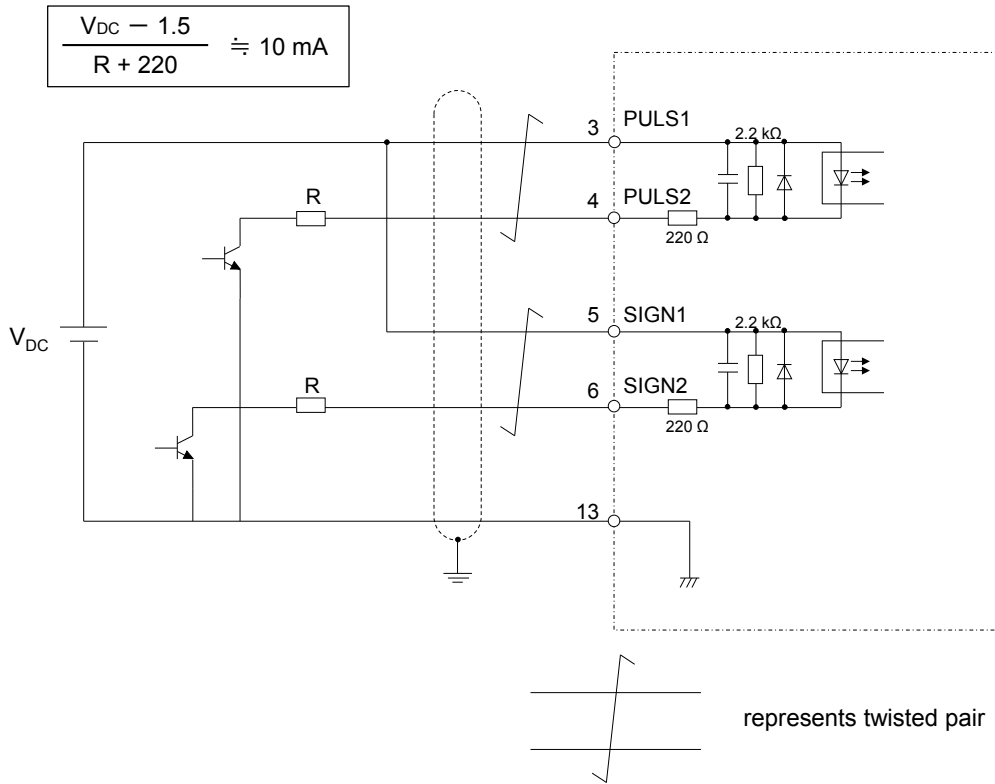 VDC − 1.5
R + 220
≒ 10 mA
3
PULS1
2.2 kΩ
R
4
PULS2
220 Ω
5
SIGN1
2.2 kΩ
VDC
R
6
SIGN2
220 Ω
13
represents twisted pair